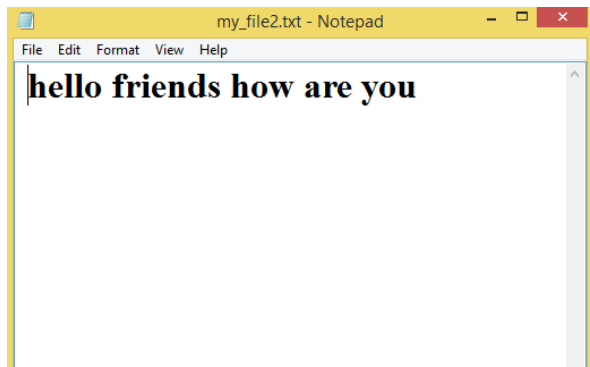 my_file2.txt - Notepad
File Edit Format View Help
hello friends how are you